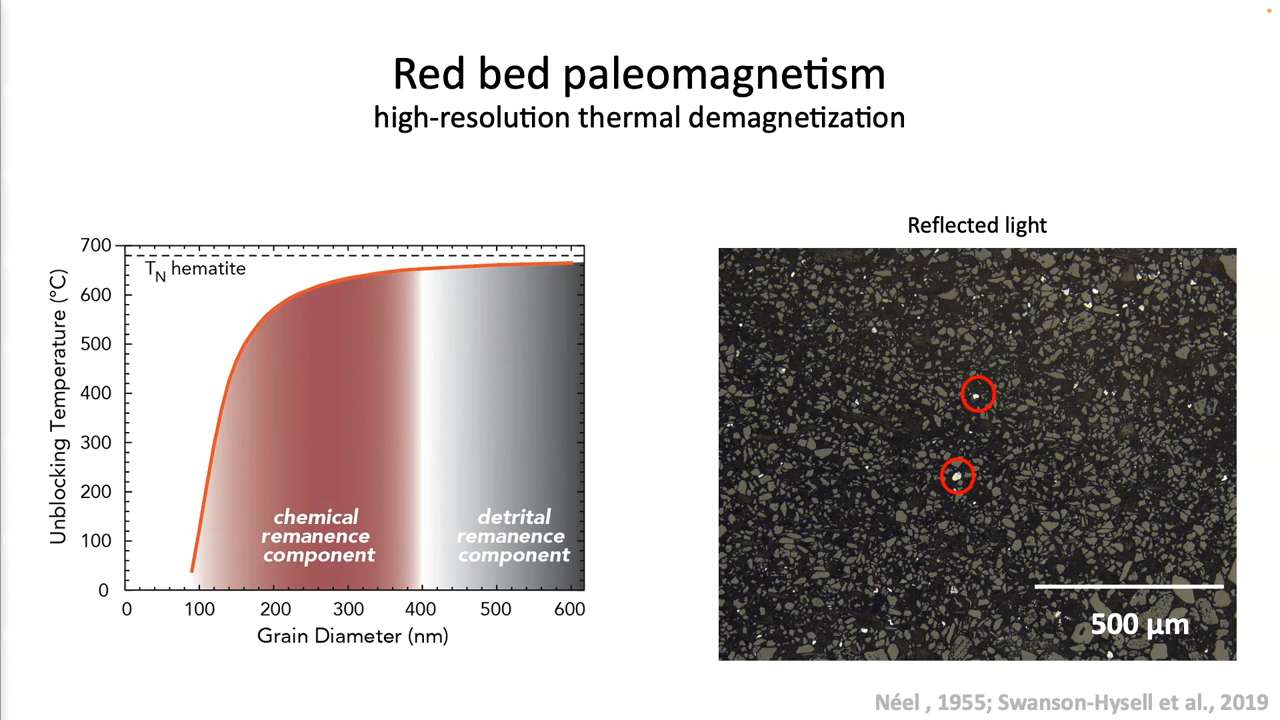 Red bed paleomagnetism
high-resolution thermal demagnetization
700
600
500
400
300
200
100
0
Unblocking Temperature (°C)
T_N hematite
chemical
remanence
component
detrital
remanence
component
0 100 200 300 400 500 600
Grain Diameter (nm)
Reflected light
500 μm
Néel , 1955; Swanson-Hysell et al., 2019